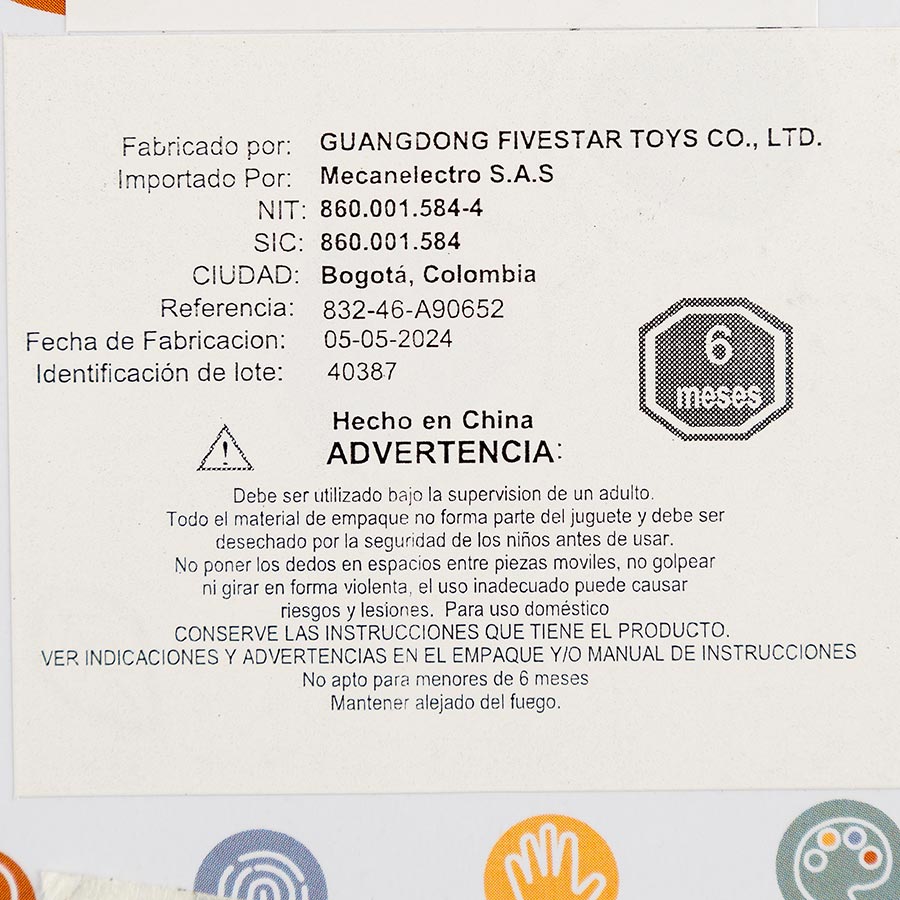 Fabricado por: GUANGDONG FIVESTAR TOYS CO., LTD.
Importado Por: Mecanelectro S.A.S
NIT: 860.001.584-4
SIC: 860.001.584
CIUDAD: Bogotá, Colombia
Referencia: 832-46-A90652
Fecha de Fabricacion: 05-05-2024
Identificación de lote: 40387
6
meses
Hecho en China
ADVERTENCIA:
Debe ser utilizado bajo la supervision de un adulto.
Todo el material de empaque no forma parte del juguete y debe ser
desechado por la seguridad de los niños antes de usar.
No poner los dedos en espacios entre piezas moviles, no golpear
ni girar en forma violenta, el uso inadecuado puede causar
riesgos y lesiones. Para uso doméstico
CONSERVE LAS INSTRUCCIONES QUE TIENE EL PRODUCTO.
VER INDICACIONES Y ADVERTENCIAS EN EL EMPAQUE Y/O MANUAL DE INSTRUCCIONES
No apto para menores de 6 meses
Mantener alejado del fuego.